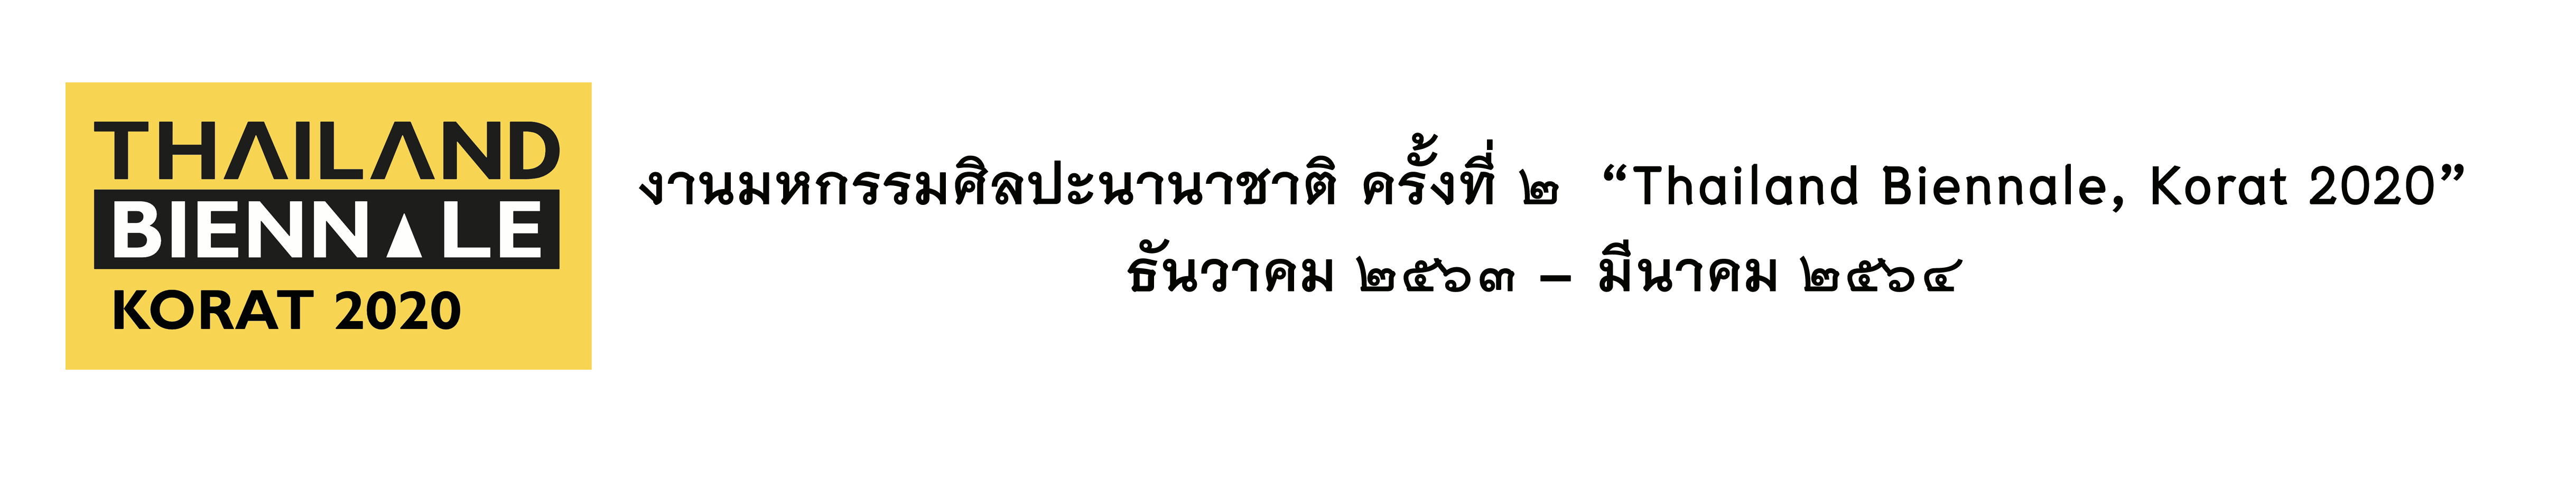 THAILAND
BIENNALE
KORAT 2020
งานมหกรรมศิลปะนานาชาติ ครั้งที่ ๒ “Thailand Biennale, Korat 2020”
ธันวาคม ๒๕๖๓ – มีนาคม ๒๕๖๔